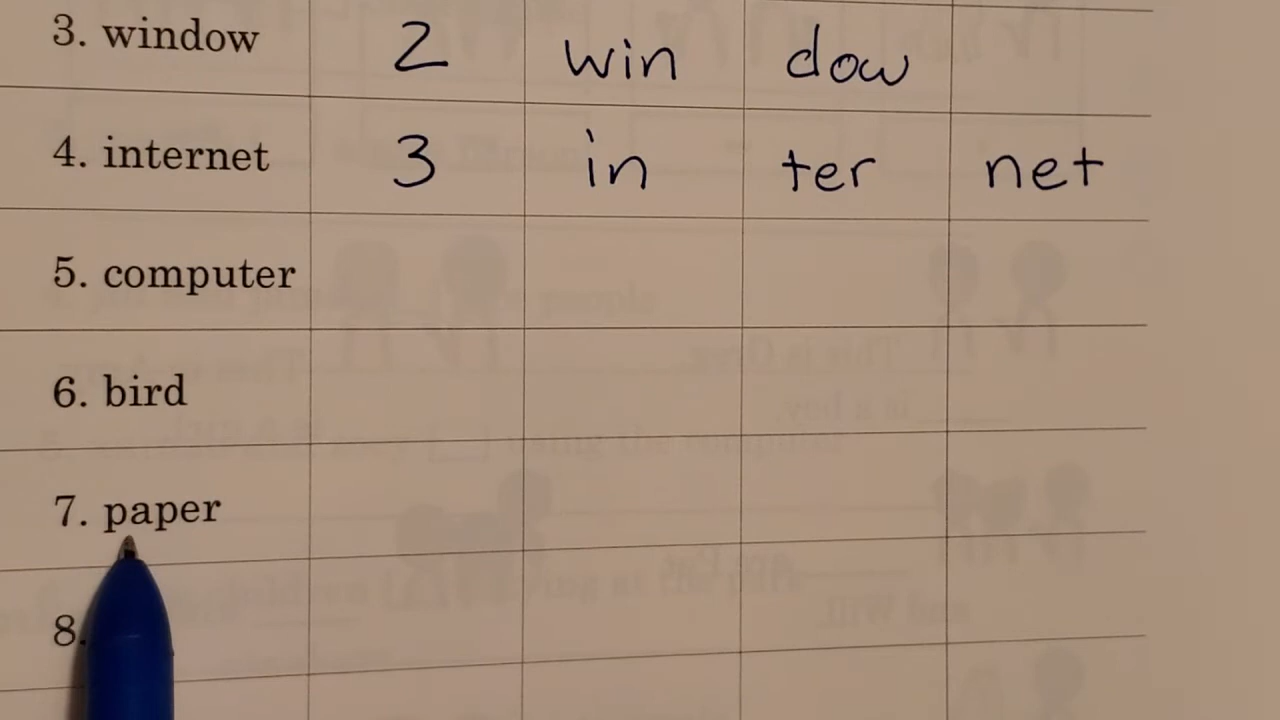 3. window 2 win dow
4. internet 3 in ter net
5. computer
6. bird
7. paper
8.